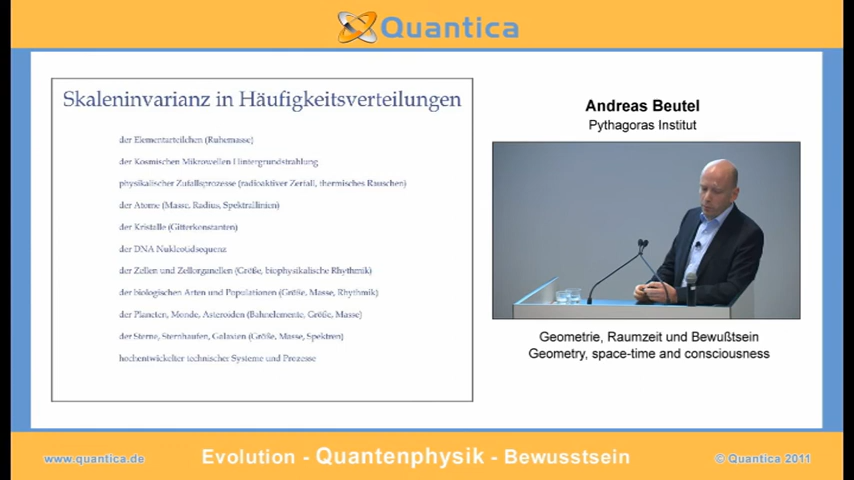 Quantica
Skaleninvarianz in Häufigkeitsverteilungen
der Elementarteilchen (Ruhemasse)
der Kosmischen Mikrowellen Hintergrundstrahlung
physikalischer Zufallsprozesse (radioaktiver Zerfall, thermisches Rauschen)
der Atome (Masse, Radius, Spektrallinien)
der Kristalle (Gitterkonstanten)
der DNA Nukleotidsequenz
der Zellen und Zellorganellen (Größe, biophysikalische Rhythmik)
der biologischen Arten und Populationen (Größe, Masse, Rhythmik)
der Planeten, Monde, Asteroiden (Bahnelemente, Größe, Masse)
der Sterne, Sternhaufen, Galaxien (Größe, Masse, Spektren)
hochentwickelter technischer Systeme und Prozesse
Andreas Beutel
Pythagoras Institut
Geometrie, Raumzeit und Bewußtsein
Geometry, space-time and consciousness
www.quantica.de
Evolution - Quantenphysik - Bewusstsein
© Quantica 2011